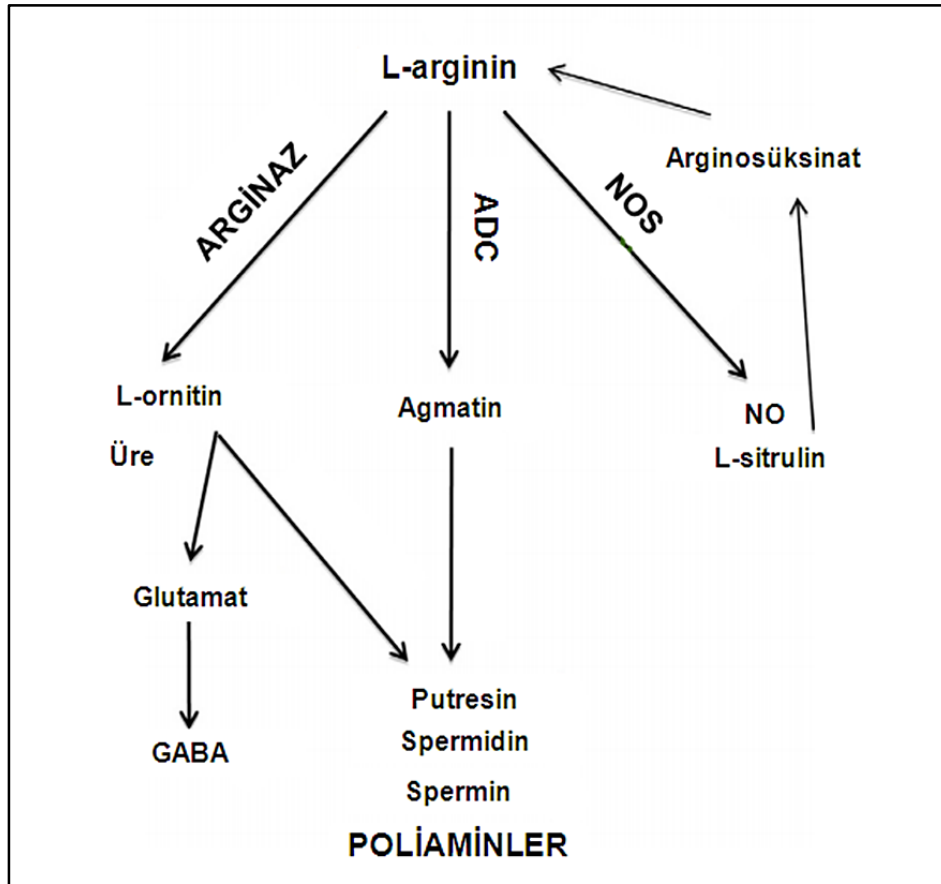 L-arginin
Arginosüksinat
ARGİNAZ
ADC
NOS
L-ornitin
Üre
Agmatin
NO
L-sitrulin
Glutamat
GABA
Putresin
Spermidin
Spermin
POLİAMİNLER